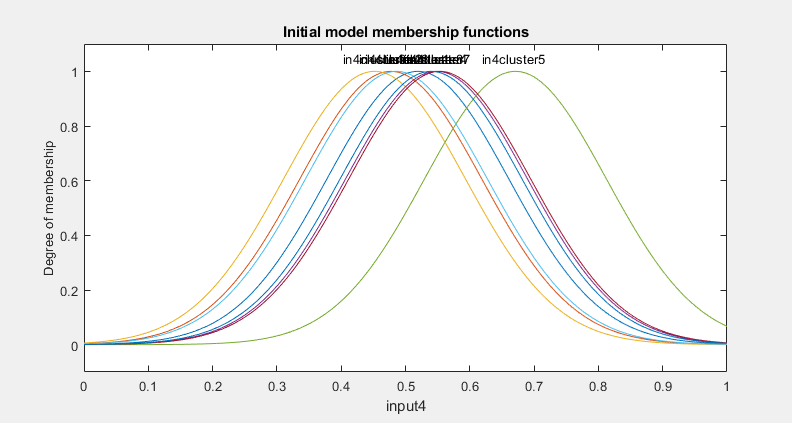 Initial model membership functions
in4cluster5
Degree of membership
1
0.8
0.6
0.4
0.2
0
0 0.1 0.2 0.3 0.4 0.5 0.6 0.7 0.8 0.9 1
input4